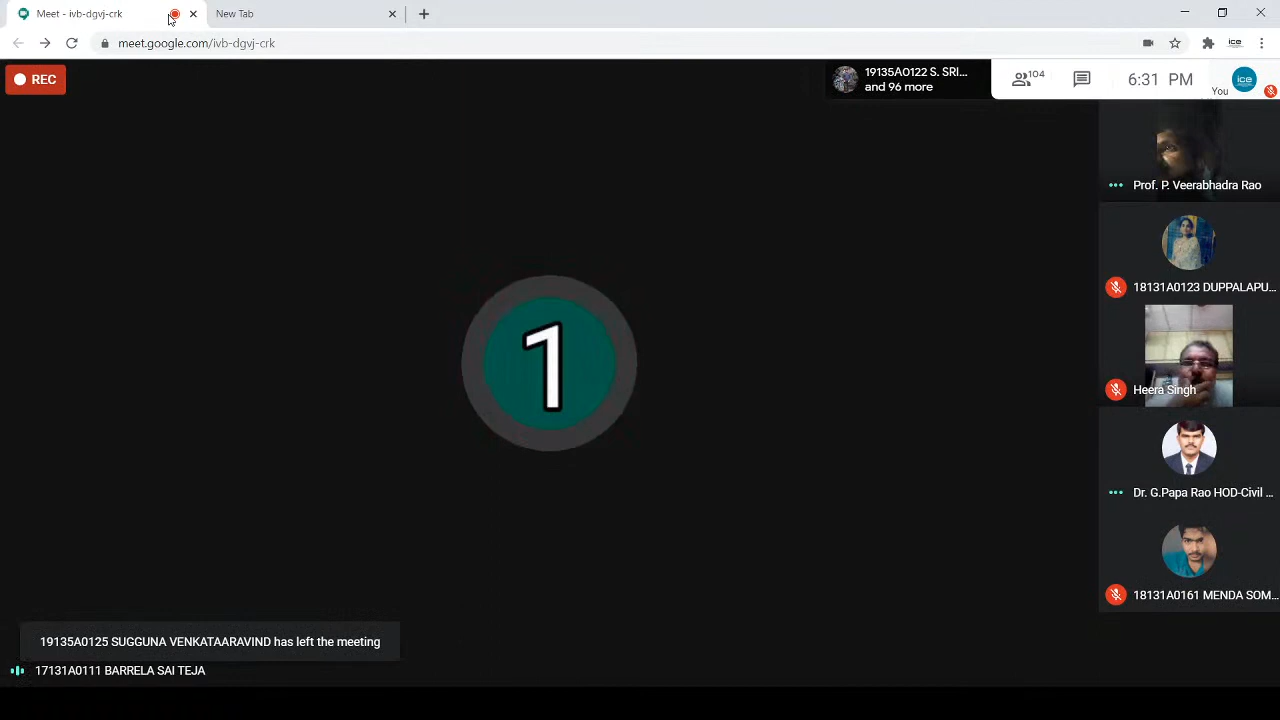 Meet - ivb-dgvj-crk
New Tab
meet.google.com/ivb-dgvj-crk
ice
REC
19135A0122 S. SRI...
and 96 more
104
6:31 PM
You
ice
Prof. P. Veerabhadra Rao
18131A0123 DUPPALAPU...
Heera Singh
Dr. G.Papa Rao HOD-Civil ...
18131A0161 MENDA SOM...
1
19135A0125 SUGGUNA VENKATAARAVIND has left the meeting
17131A0111 BARRELA SAI TEJA